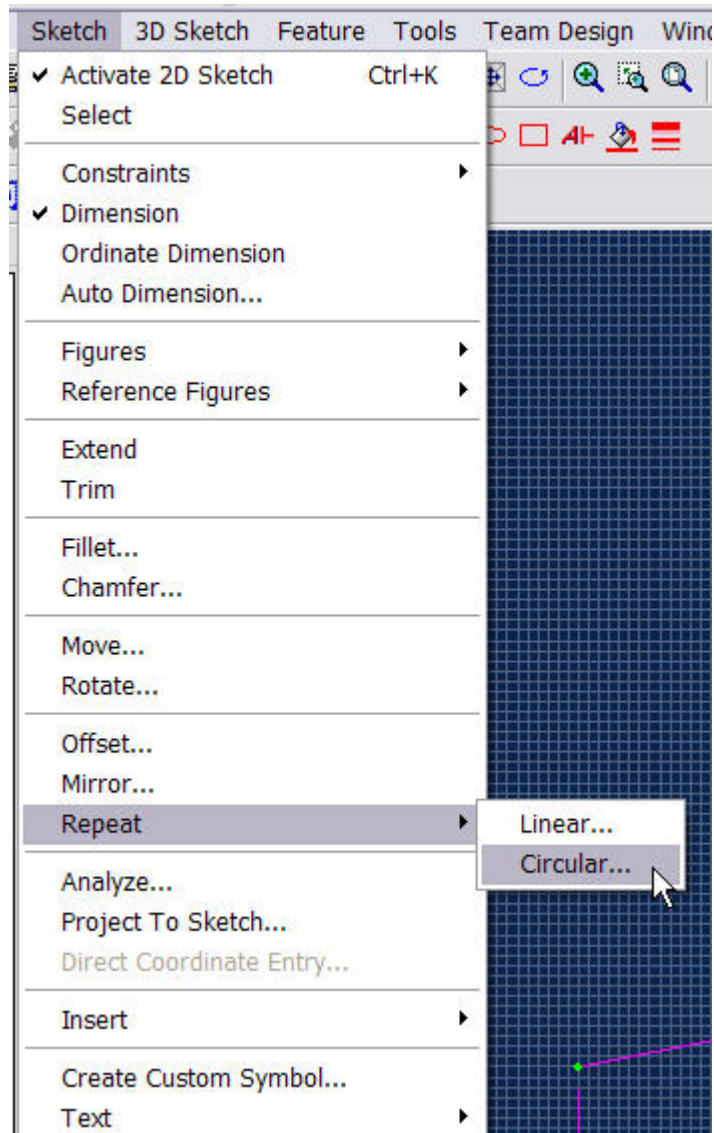 Sketch 3D Sketch Feature Tools Team Design Wind
Activate 2D Sketch Ctrl+K
Select
Constraints
Dimension
Ordinate Dimension
Auto Dimension...
Figures
Reference Figures
Extend
Trim
Fillet...
Chamfer...
Move...
Rotate...
Offset...
Mirror...
Repeat
Linear...
Circular...
Analyze...
Project To Sketch...
Direct Coordinate Entry...
Insert
Create Custom Symbol...
Text